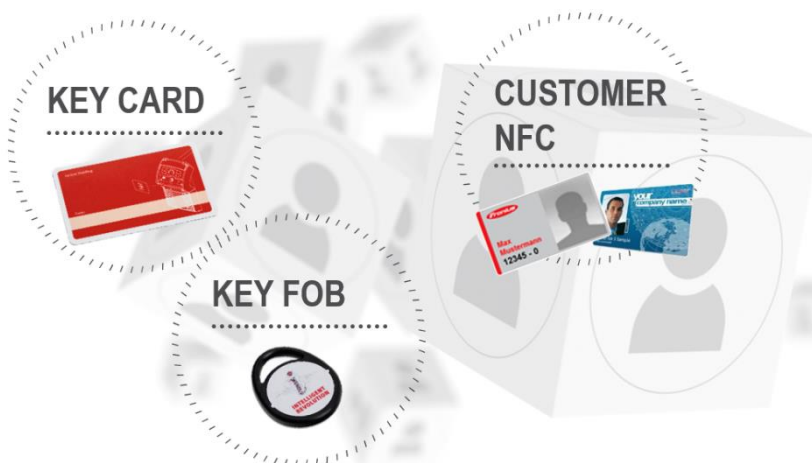 KEY CARD
CUSTOMER
NFC
Fronius
Max
Mustermann
12345 - 0
your
company name
KEY FOB
INTELLIGENT
REVOLUTION